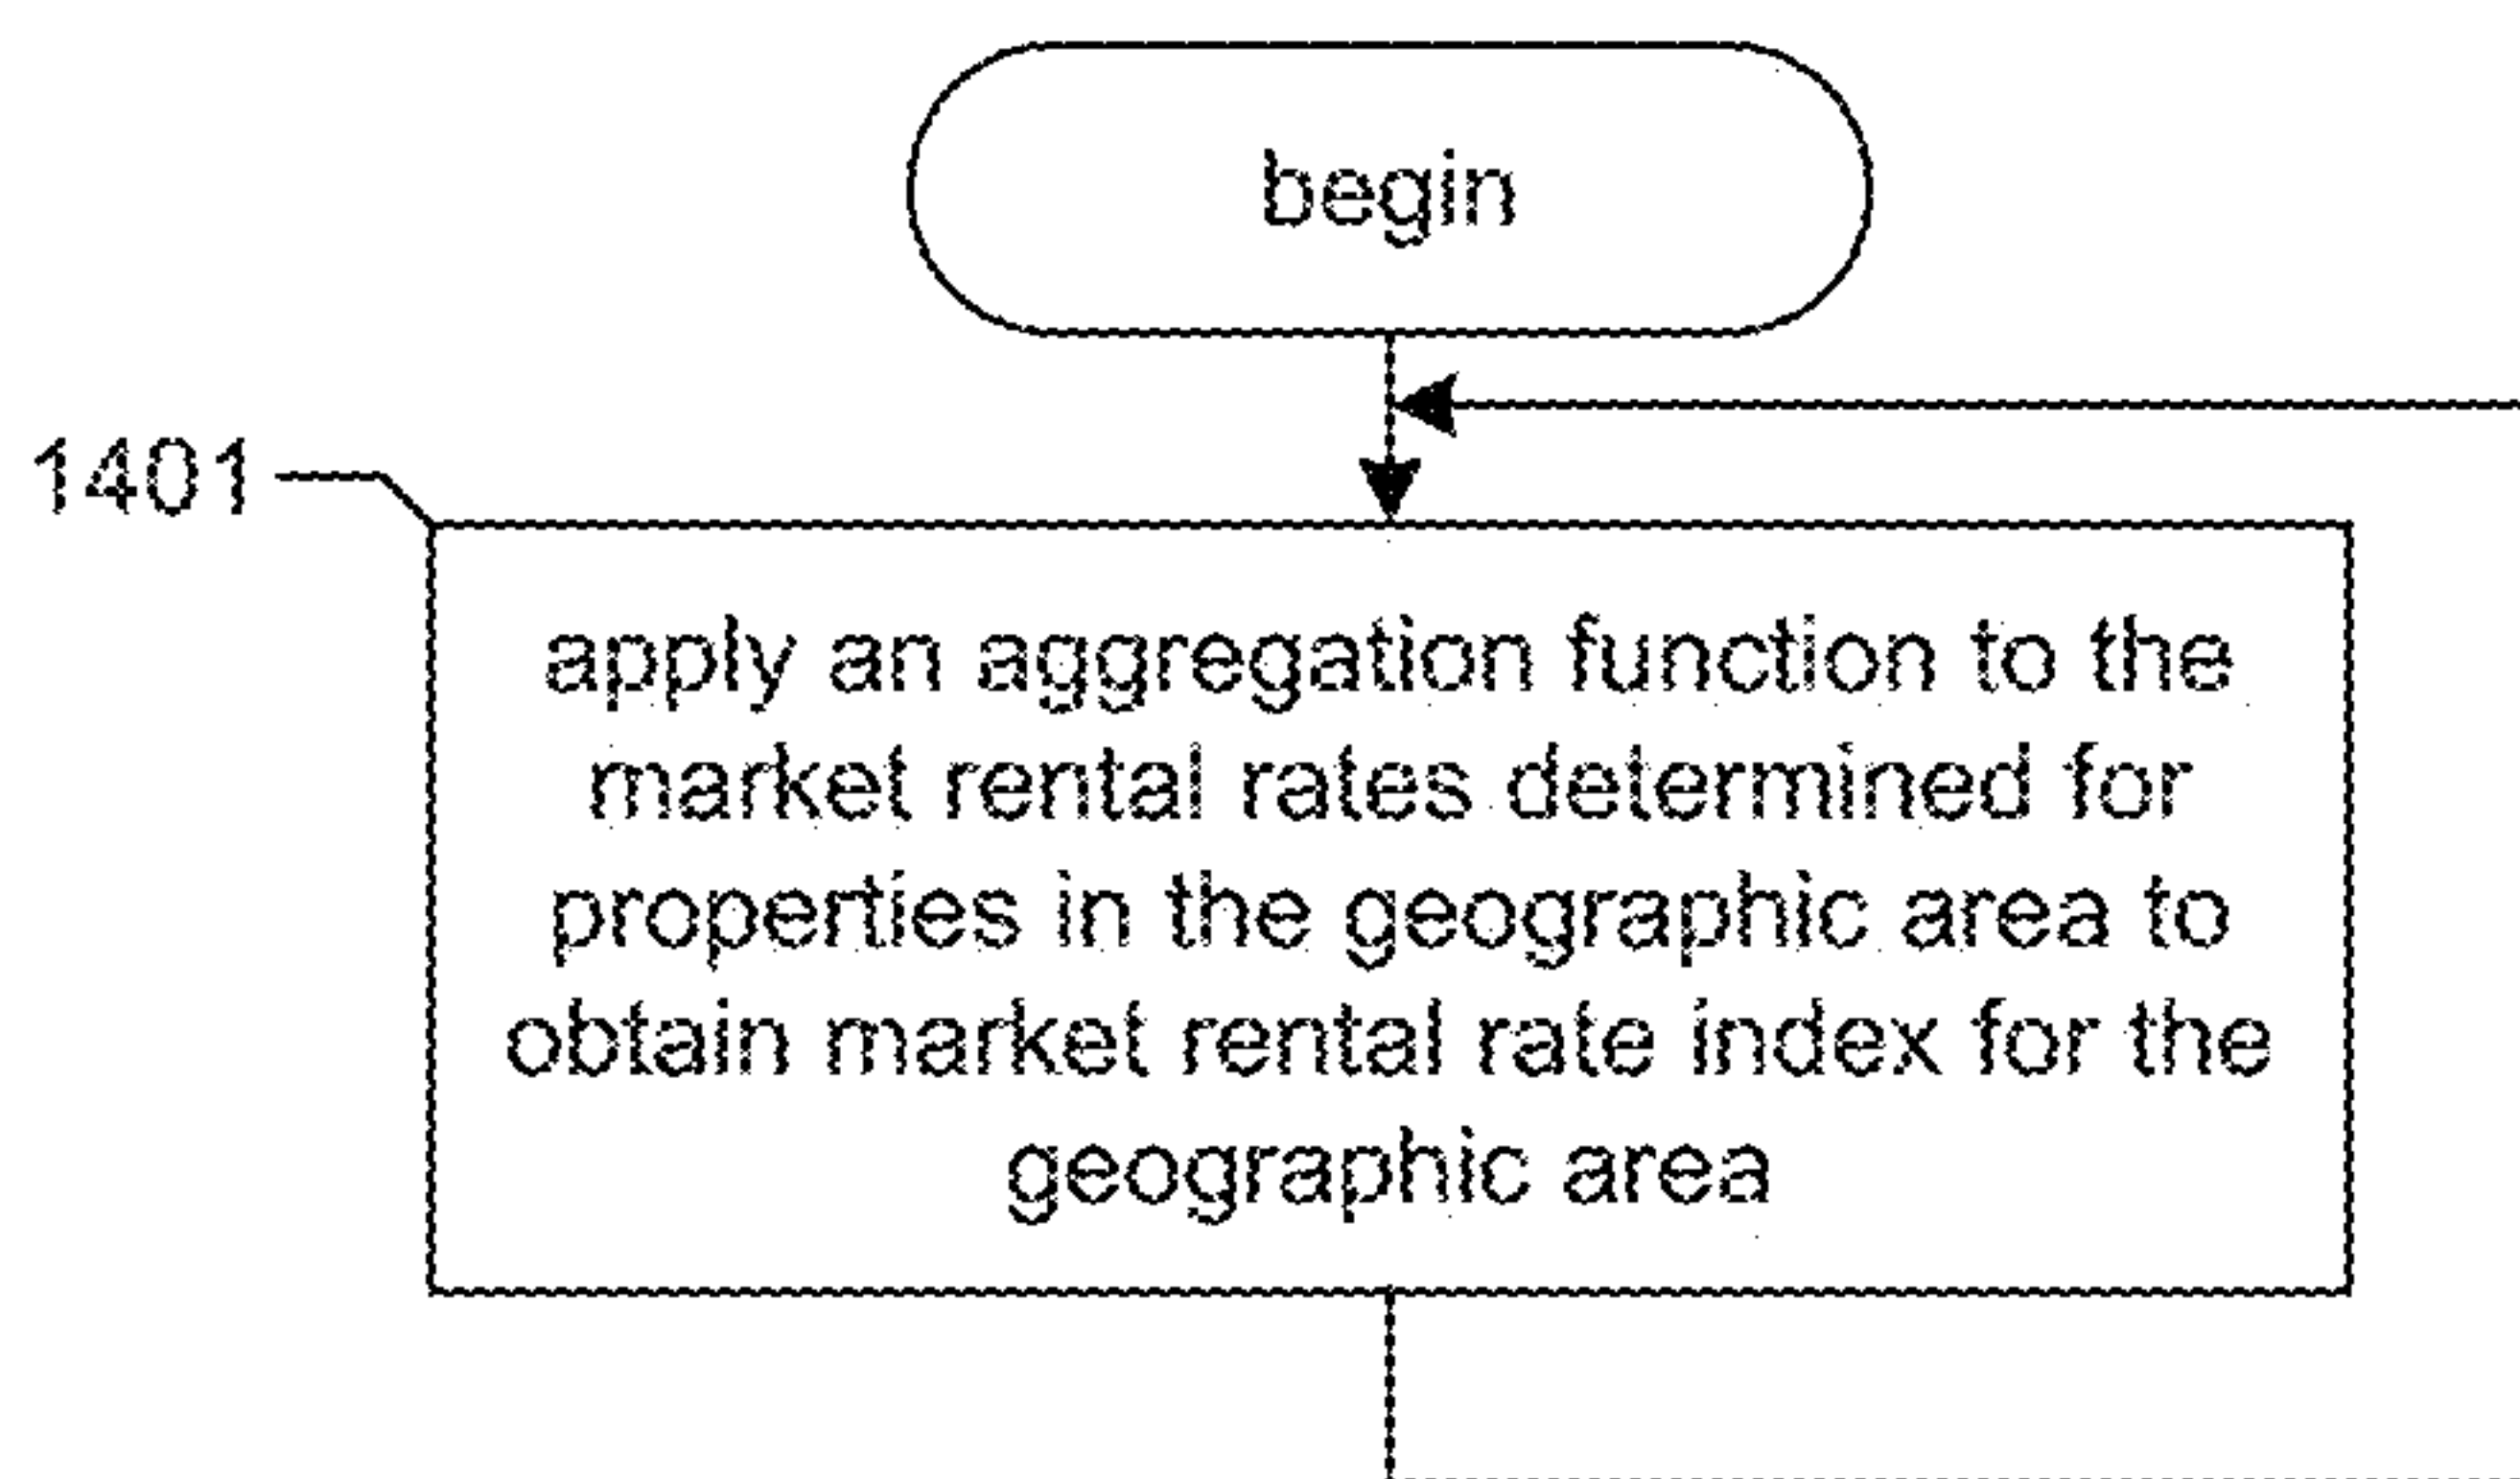 begin
1401
apply an aggregation function to the
market rental rates determined for
properties in the geographic area to
obtain market rental rate index for the
geographic area